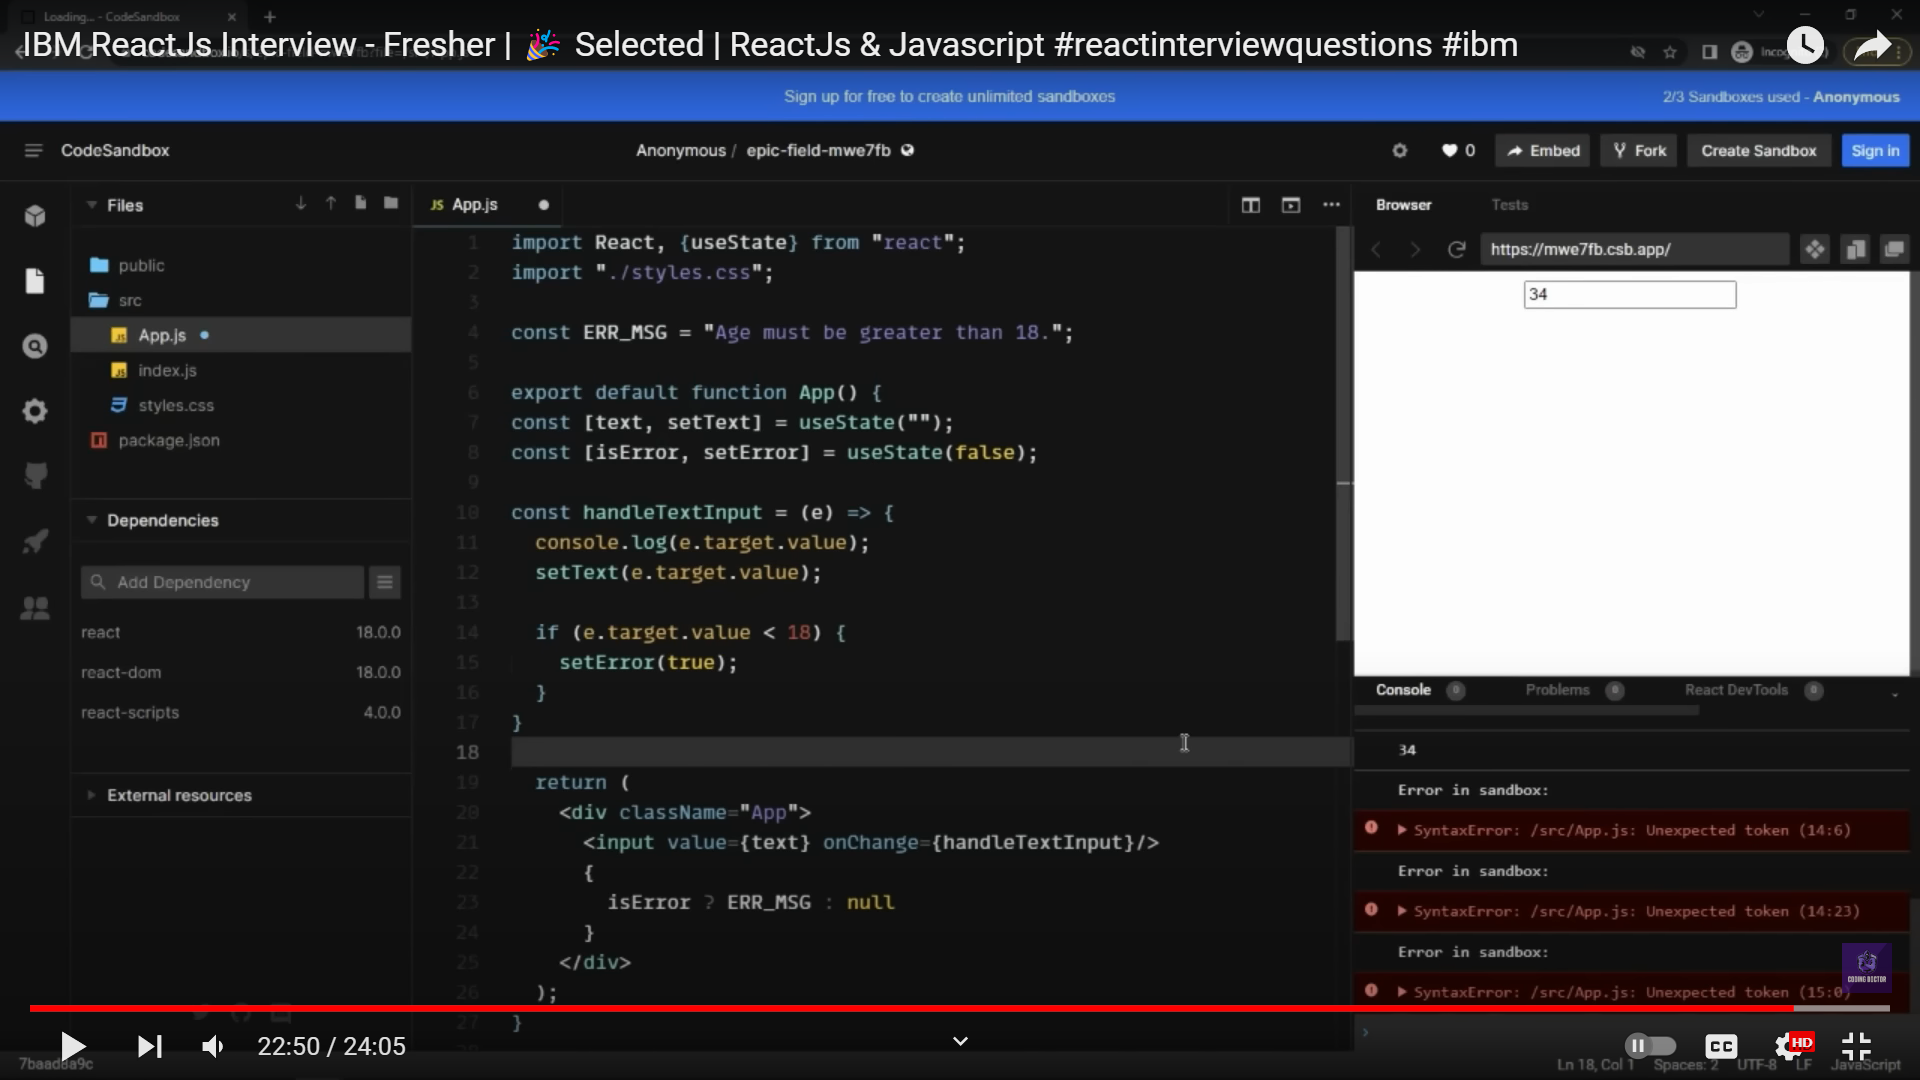 Loading... - CodeSandbox
IBM ReactJs Interview - Fresher | 🎉 Selected | ReactJs & Javascript #reactinterviewquestions #ibm
Sign up for free to create unlimited sandboxes
2/3 Sandboxes used - Anonymous
CodeSandbox
Anonymous / epic-field-mwe7fb
0
Embed
Fork
Create Sandbox
Sign in
Files
public
src
App.js
index.js
styles.css
package.json
Dependencies
Add Dependency
react 18.0.0
react-dom 18.0.0
react-scripts 4.0.0
External resources
JS App.js
1 import React, {useState} from "react";
2 import "./styles.css";
3
4 const ERR_MSG = "Age must be greater than 18.";
5
6 export default function App() {
7 const [text, setText] = useState("");
8 const [isError, setError] = useState(false);
9
10 const handleTextInput = (e) => {
11 console.log(e.target.value);
12 setText(e.target.value);
13
14 if (e.target.value < 18) {
15 setError(true);
16 }
17 }
18
19 return (
20 <div className="App">
21 <input value={text} onChange={handleTextInput}/>
22 {
23 isError ? ERR_MSG : null
24 }
25 </div>
26 );
27 }
Browser
Tests
https://mwe7fb.csb.app/
34
Console 0
Problems 0
React DevTools 0
34
Error in sandbox:
SyntaxError: /src/App.js: Unexpected token (14:6)
Error in sandbox:
SyntaxError: /src/App.js: Unexpected token (14:23)
Error in sandbox:
SyntaxError: /src/App.js: Unexpected token (15:0)
CODING DOCTOR
22:50 / 24:05
CC
HD
Ln 18, Col 1
Spaces: 2
UTF-8
LF
JavaScript